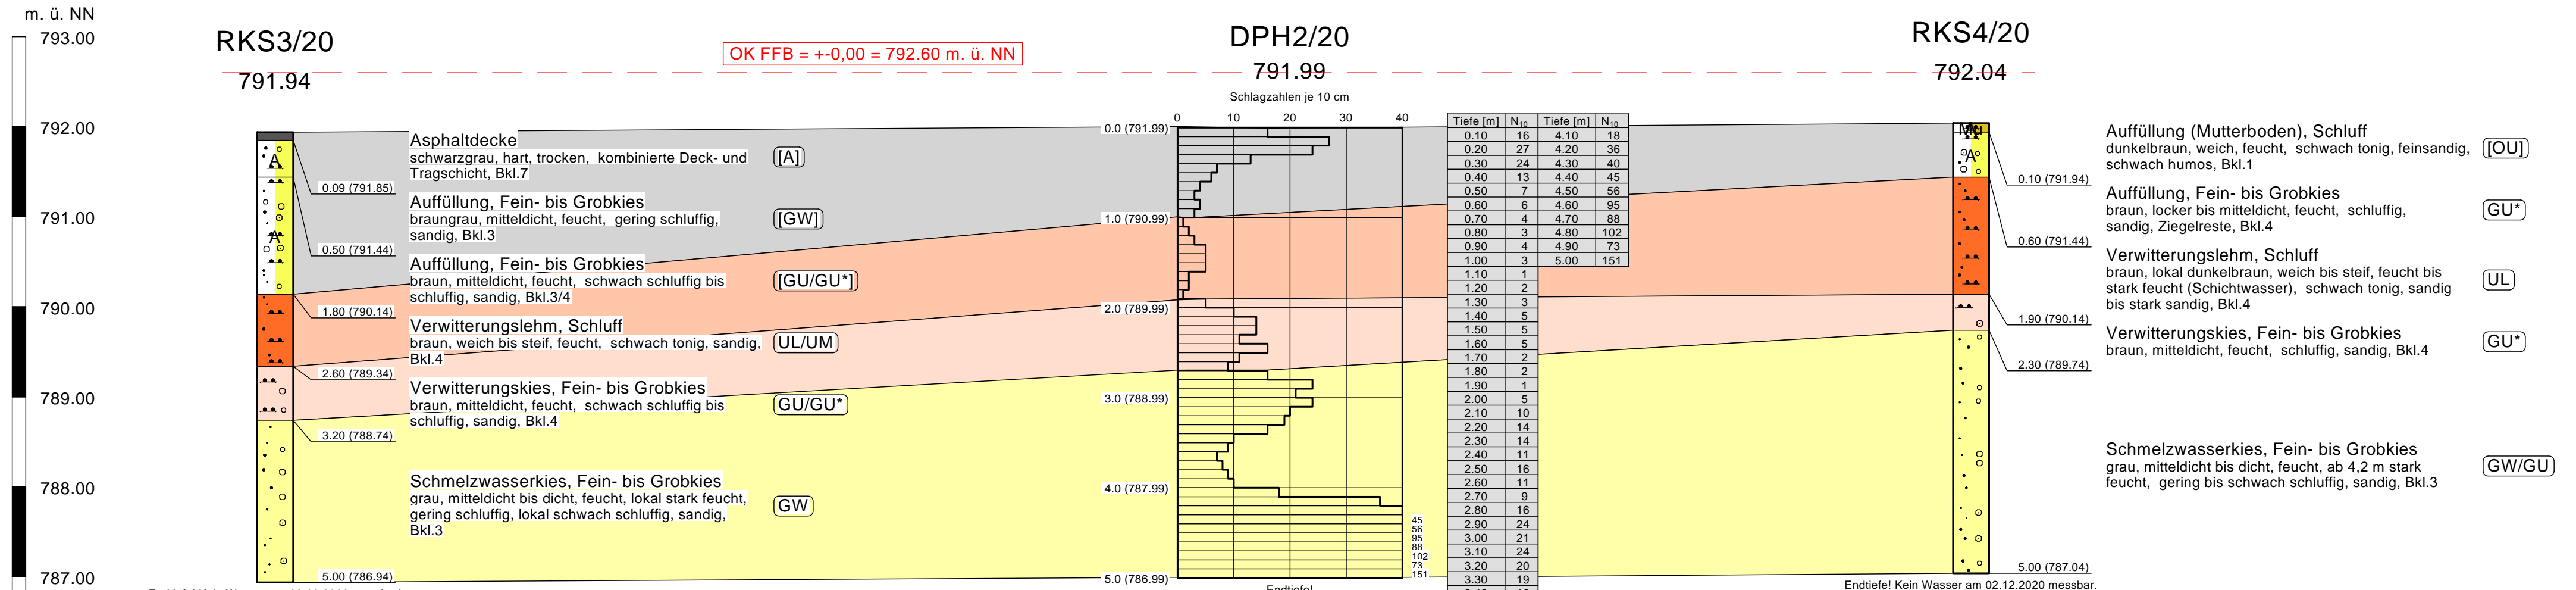 m. ü. NN
793.00
792.00
791.00
790.00
789.00
788.00
787.00
RKS3/20
791.94
OK FFB = +-0,00 = 792.60 m. ü. NN
DPH2/20
791.99
RKS4/20
792.04
A
A
0.09 (791.85)
0.50 (791.44)
1.80 (790.14)
2.60 (789.34)
3.20 (788.74)
5.00 (786.94)
Asphaltdecke
schwarzgrau, hart, trocken, kombinierte Deck- und
Tragschicht, Bkl.7
[A]
Auffüllung, Fein- bis Grobkies
braungrau, mitteldicht, feucht, gering schluffig,
sandig, Bkl.3
[GW]
Auffüllung, Fein- bis Grobkies
braun, mitteldicht, feucht, schwach schluffig bis
schluffig, sandig, Bkl.3/4
[GU/GU*]
Verwitterungslehm, Schluff
braun, weich bis steif, feucht, schwach tonig, sandig,
Bkl.4
UL/UM
Verwitterungskies, Fein- bis Grobkies
braun, mitteldicht, feucht, schwach schluffig bis
schluffig, sandig, Bkl.4
GU/GU*
Schmelzwasserkies, Fein- bis Grobkies
grau, mitteldicht bis dicht, feucht, lokal stark feucht,
gering schluffig, lokal schwach schluffig, sandig,
Bkl.3
GW
Schlagzahlen je 10 cm
0 10 20 30 40
0.0 (791.99)
1.0 (790.99)
2.0 (789.99)
3.0 (788.99)
4.0 (787.99)
5.0 (786.99)
45
56
95
88
102
73
151
Endtiefe!
Tiefe [m] N10 Tiefe [m] N10
0.10 16 4.10 18
0.20 27 4.20 36
0.30 24 4.30 40
0.40 13 4.40 45
0.50 7 4.50 56
0.60 6 4.60 95
0.70 4 4.70 88
0.80 3 4.80 102
0.90 4 4.90 73
1.00 3 5.00 151
1.10 1
1.20 2
1.30 3
1.40 5
1.50 5
1.60 5
1.70 2
1.80 2
1.90 1
2.00 5
2.10 10
2.20 14
2.30 14
2.40 11
2.50 16
2.60 11
2.70 9
2.80 16
2.90 24
3.00 21
3.10 24
3.20 20
3.30 19
Mu
A
0.10 (791.94)
0.60 (791.44)
1.90 (790.14)
2.30 (789.74)
5.00 (787.04)
Endtiefe! Kein Wasser am 02.12.2020 messbar.
Auffüllung (Mutterboden), Schluff
dunkelbraun, weich, feucht, schwach tonig, feinsandig,
schwach humos, Bkl.1
[OU]
Auffüllung, Fein- bis Grobkies
braun, locker bis mitteldicht, feucht, schluffig,
sandig, Ziegelreste, Bkl.4
GU*
Verwitterungslehm, Schluff
braun, lokal dunkelbraun, weich bis steif, feucht bis
stark feucht (Schichtwasser), schwach tonig, sandig
bis stark sandig, Bkl.4
UL
Verwitterungskies, Fein- bis Grobkies
braun, mitteldicht, feucht, schluffig, sandig, Bkl.4
GU*
Schmelzwasserkies, Fein- bis Grobkies
grau, mitteldicht bis dicht, feucht, ab 4,2 m stark
feucht, gering bis schwach schluffig, sandig, Bkl.3
GW/GU